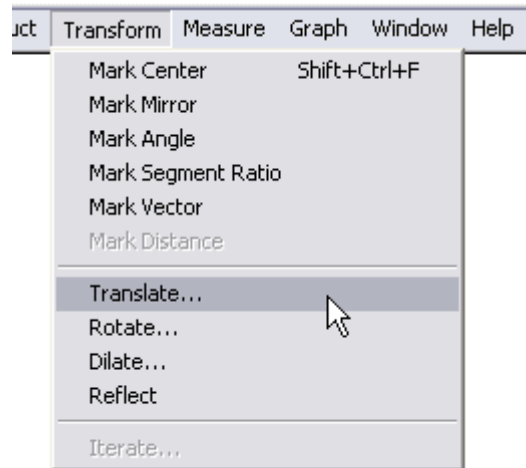 uct Transform Measure Graph Window Help
Mark Center Shift+Ctrl+F
Mark Mirror
Mark Angle
Mark Segment Ratio
Mark Vector
Mark Distance
Translate...
Rotate...
Dilate...
Reflect
Iterate...